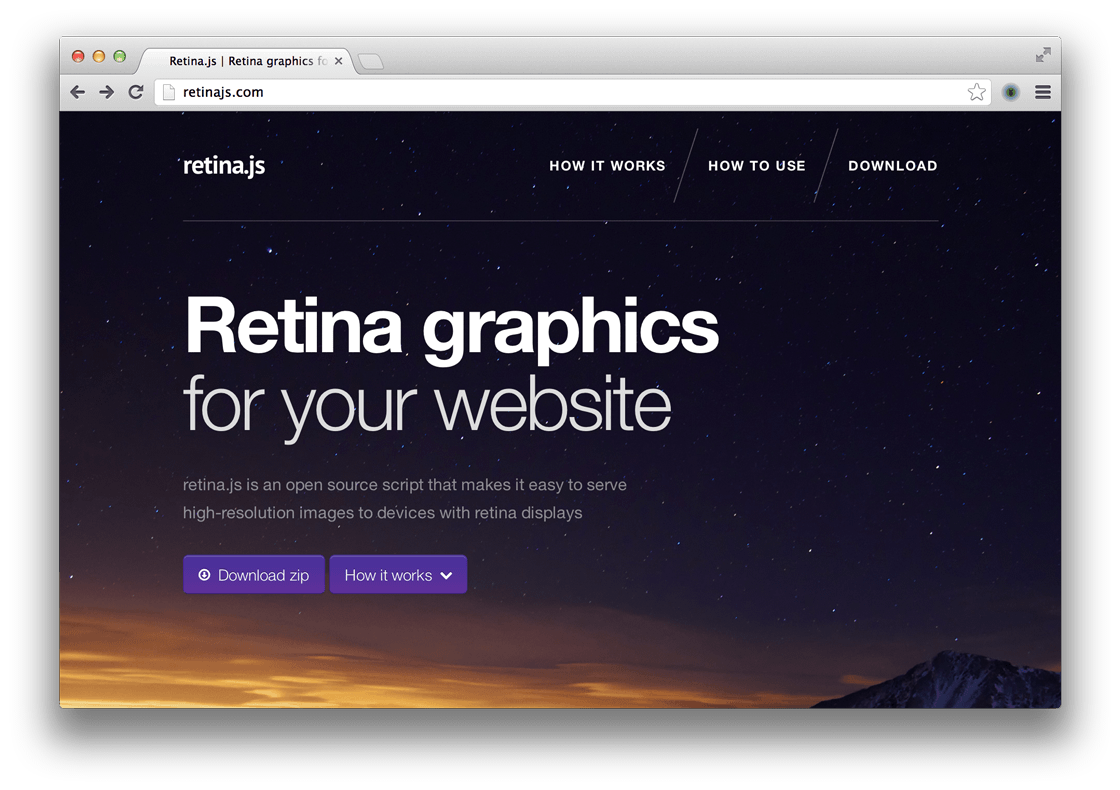 Retina.js | Retina graphics fo
retinajs.com
retina.js
HOW IT WORKS
HOW TO USE
DOWNLOAD
Retina graphics
for your website
retina.js is an open source script that makes it easy to serve
high-resolution images to devices with retina displays
Download zip
How it works